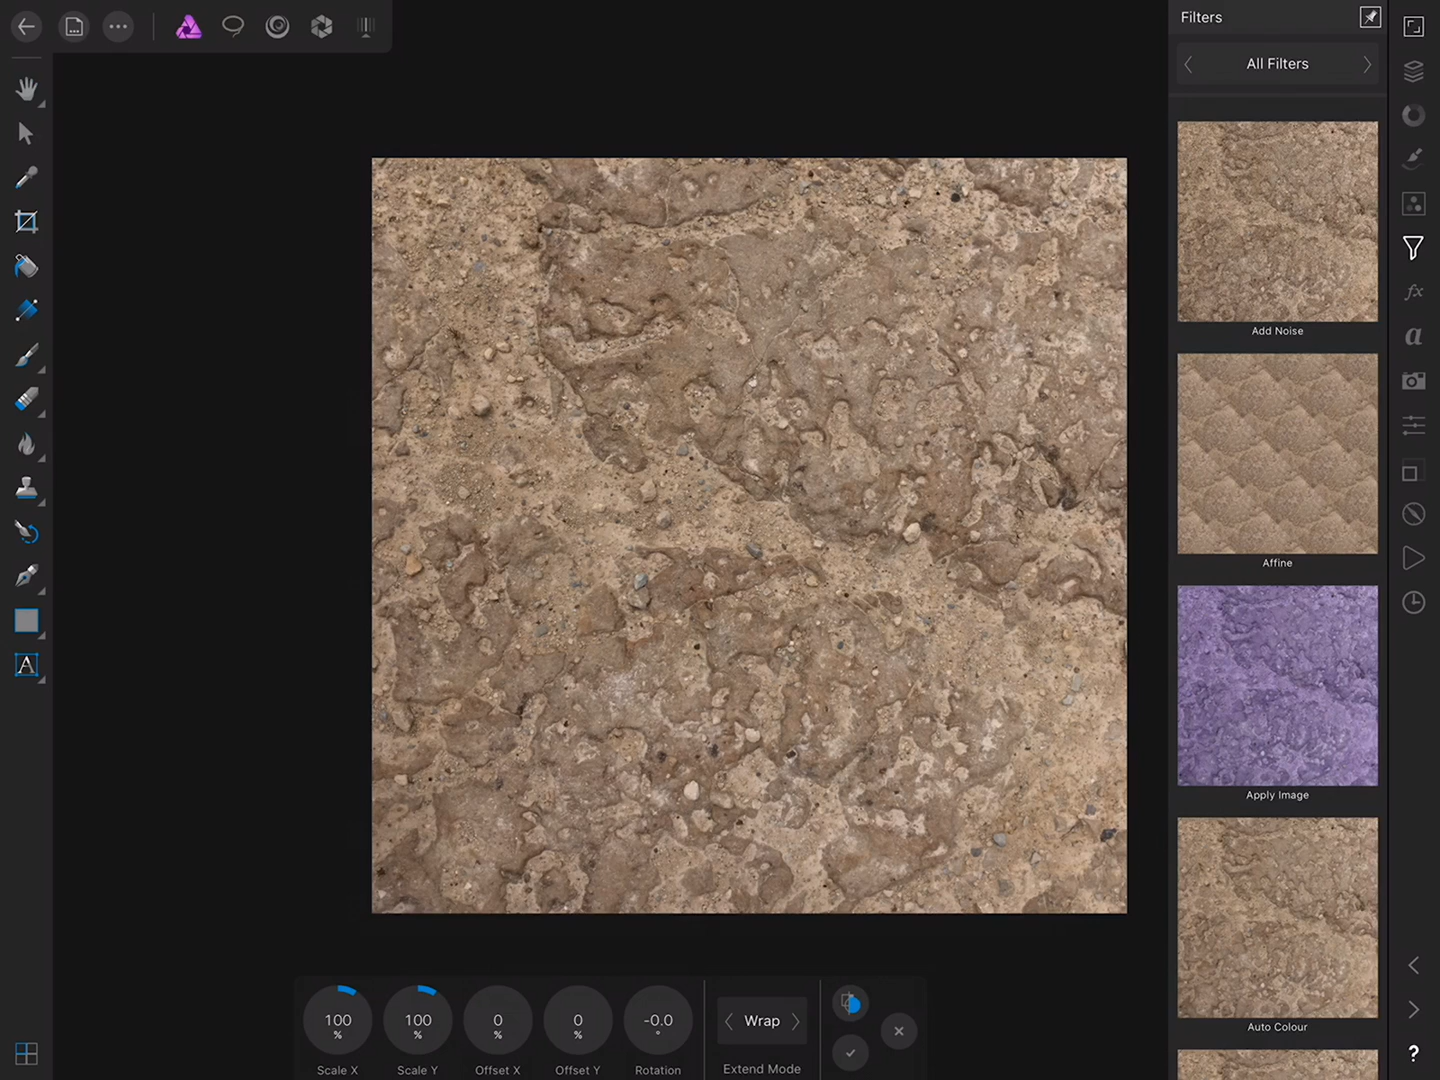 Filters
All Filters
Add Noise
Affine
Apply Image
Auto Colour
fx
a
A
100 %
100 %
0 %
0 %
-0.0 °
Wrap
Scale X
Scale Y
Offset X
Offset Y
Rotation
Extend Mode
?